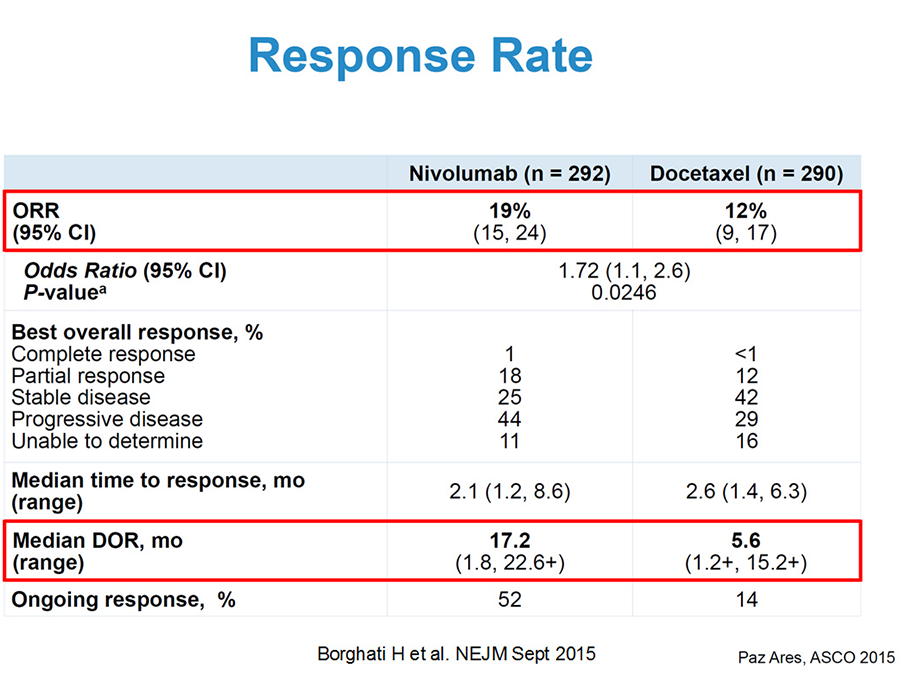 Response Rate
Nivolumab (n = 292) Docetaxel (n = 290)
ORR
(95% CI)
19%
(15, 24)
12%
(9, 17)
Odds Ratio (95% CI)
P-valueᵃ
1.72 (1.1, 2.6)
0.0246
Best overall response, %
Complete response 1 <1
Partial response 18 12
Stable disease 25 42
Progressive disease 44 29
Unable to determine 11 16
Median time to response, mo
(range)
2.1 (1.2, 8.6) 2.6 (1.4, 6.3)
Median DOR, mo
(range)
17.2
(1.8, 22.6+)
5.6
(1.2+, 15.2+)
Ongoing response, % 52 14
Borghati H et al. NEJM Sept 2015
Paz Ares, ASCO 2015